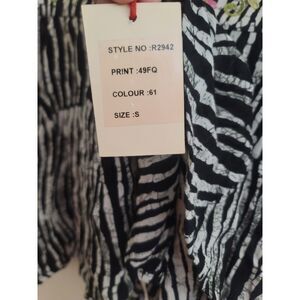 STYLE NO :R2942
PRINT :49FQ
COLOUR :61
SIZE :S